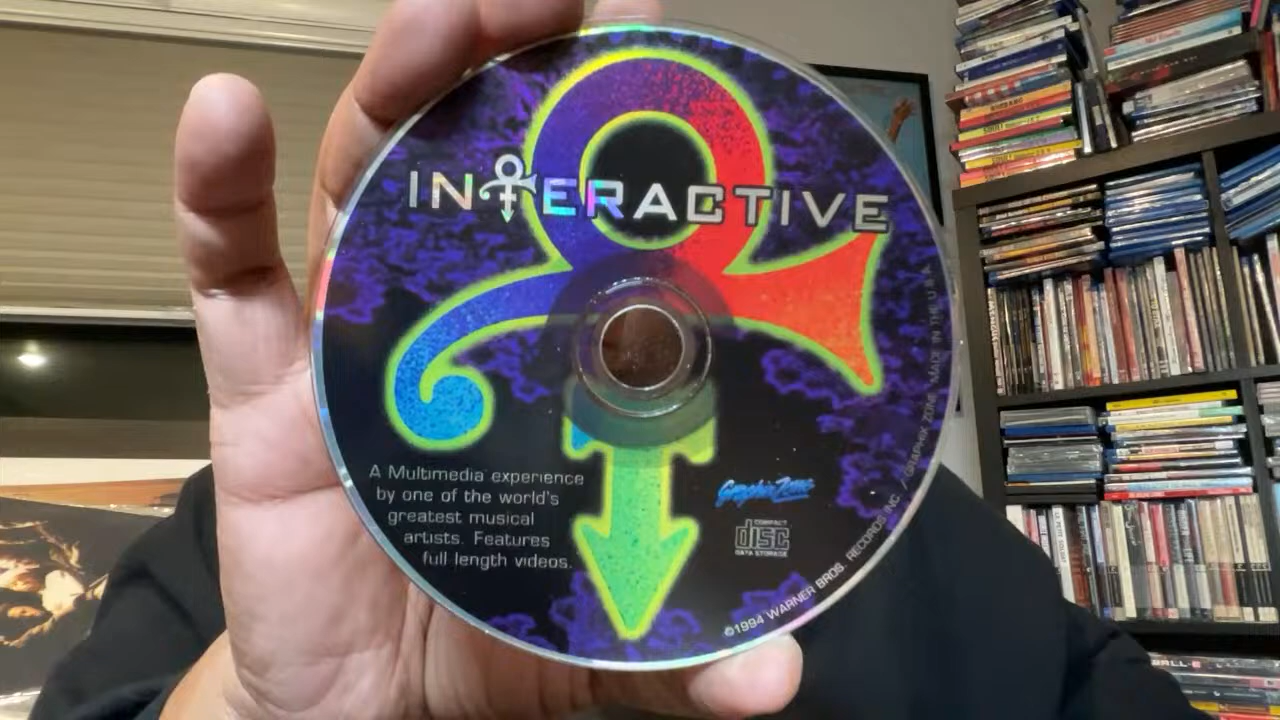 INTERACTIVE
A Multimedia experience
by one of the world's
greatest musical
artists. Features
full length videos.
Graphix Zone
COMPACT
disc
DATA STORAGE
©1994 WARNER BROS. RECORDS INC. / GRAPHIX ZONE. MADE IN THE U.S.A.